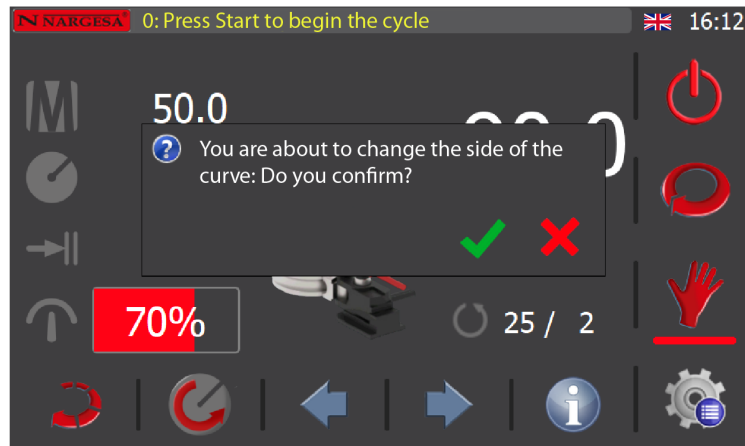 N NARGESA® 0: Press Start to begin the cycle 16:12
50.0
You are about to change the side of the
curve: Do you confirm?
70%
25 / 2